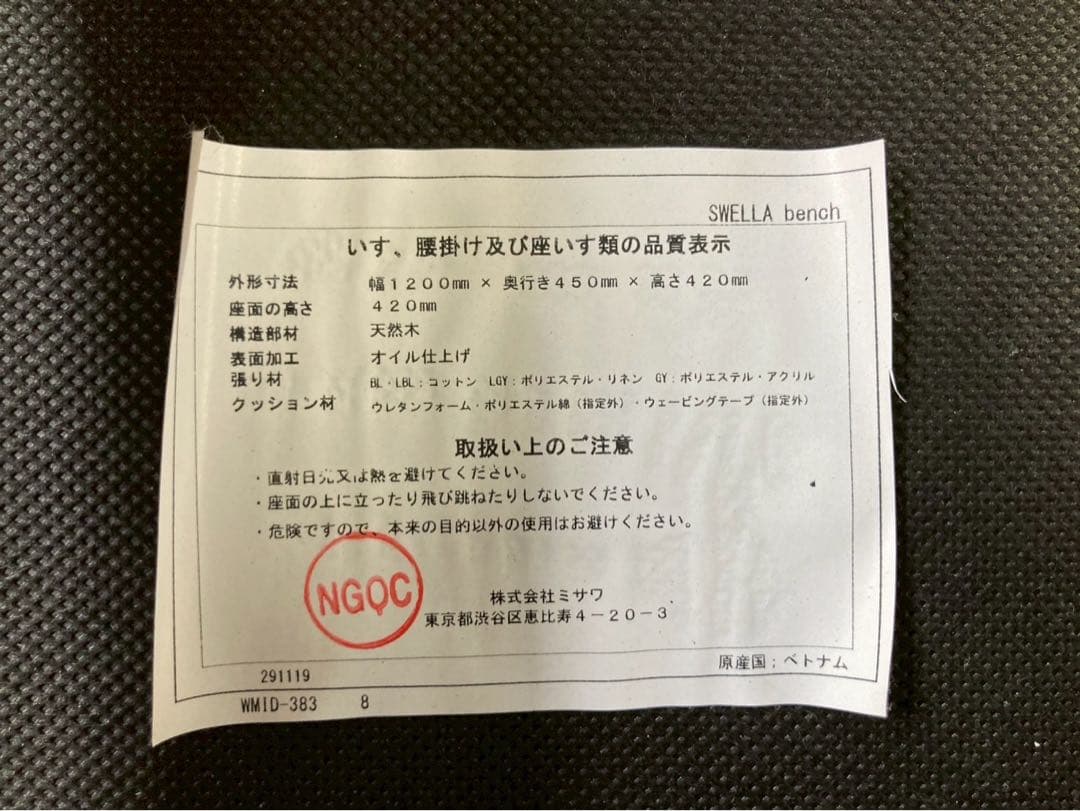 SWELLA bench
いす、腰掛け及び座いす類の品質表示
外形寸法 幅1200㎜ × 奥行き450㎜ × 高さ420㎜
座面の高さ 420㎜
構造部材 天然木
表面加工 オイル仕上げ
張り材 BL・LBL;コットン LGY;ポリエステル・リネン GY;ポリエステル・アクリル
クッション材 ウレタンフォーム・ポリエステル綿(指定外)・ウェービングテープ(指定外)
取扱い上のご注意
・直射日光又は熱を避けてください。
・座面の上に立ったり飛び跳ねたりしないでください。
・危険ですので、本来の目的以外の使用はお避けください。
NGOC
株式会社ミサワ
東京都渋谷区恵比寿4-20-3
原産国;ベトナム
291119
WMID-383 8